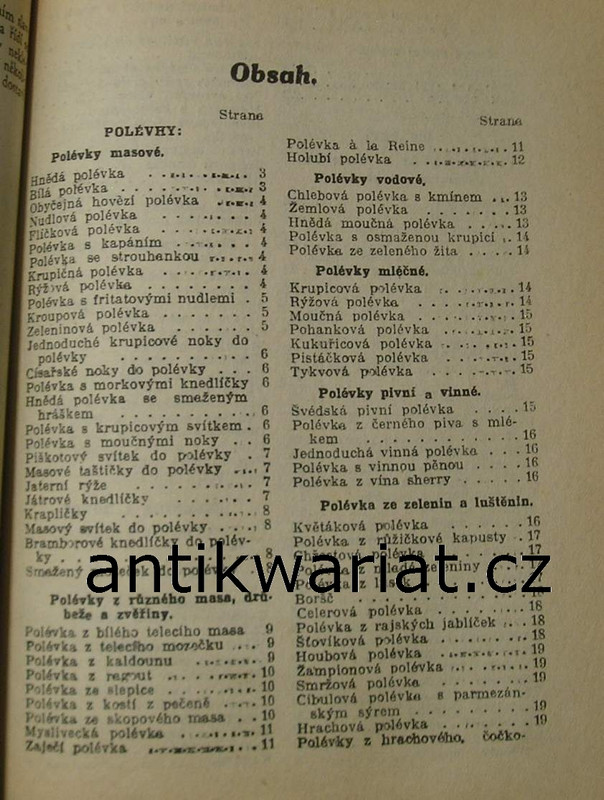 Obsah.
Strana
POLÉVKY:
Polévky masové.
Hnědá polévka . . . . . . . . 3
Bílá polévka . . . . . . . . 3
Obyčejná hovězí polévka . . . . 4
Nudlová polévka . . . . . . . 4
Flíčková polévka . . . . . . . 4
Polévka s kapáním . . . . . . 4
Polévka se strouhankou . . . . . 4
Krupičná polévka . . . . . . . 4
Rýžová polévka . . . . . . . 4
Polévka s fritatovými nudlemi . 5
Kroupová polévka . . . . . . 5
Zeleninová polévka . . . . . . 5
Jednoduché krupicové noky do
polévky . . . . . . . . . 6
Císařské noky do polévky . . . 6
Polévka s morkovými knedlíčky 6
Hnědá polévka se smaženým
hráškem . . . . . . . . . 6
Polévka s krupicovým svítkem . 6
Polévka s moučnými noky . . 6
Piškotový svítek do polévky . 7
Masové taštičky do polévky . . . . 7
Jaterní rýže . . . . . . . . 7
Játrové knedlíčky . . . . . . 7
Krapličky . . . . . . . . . 8
Masový svítek do polévky . . . 8
Bramborové knedlíčky do polév-
ky . . . . . . . . . . . 8
Smažený do polévky 8
Polévky z různého masa, drů-
beže a zvěřiny.
Polévka z bílého telecího masa 9
Polévka z telecího mozečku . . . 9
Polévka z kaldounu . . . . . . 9
Polévka z ragout . . . . . . . 10
Polévka ze slepice . . . . . . . 10
Polévka z kostí z pečeně . . . . 10
Polévka ze skopového masa . . 10
Myslivecká polévka . . . . . . 11
Zaječí polévka . . . . . . . . 11
Strana
Polévka à la Reine . . . . . . . 11
Holubí polévka . . . . . . . . 12
Polévky vodové.
Chlebová polévka s kmínem . . . 13
Žemlová polévka . . . . . . . 13
Hnědá moučná polévka . . . . 13
Polévka s osmaženou krupicí . . 14
Polévka ze zeleného žita . . . . 14
Polévky mléčné.
Krupicová polévka . . . . . . . 14
Rýžová polévka . . . . . . . 14
Moučná polévka . . . . . . . 15
Pohanková polévka . . . . . . . 15
Kukuřicová polévka . . . . . . 15
Pistáčková polévka . . . . . . 15
Tykvová polévka . . . . . . . 15
Polévky pivní a vinné.
Švédská pivní polévka . . . . 15
Polévka z černého piva s mlé-
kem . . . . . . . . . . 16
Jednoduchá vinná polévka . . . . 16
Polévka s vinnou pěnou . . . . 16
Polévka z vína sherry . . . . 16
Polévka ze zelenin a luštěnin.
Květáková polévka . . . . . . 16
Polévka z růžičkové kapusty . . 17
Chřestová polévka . . . . . . 17
Polévka z mladé zeleniny
Polévka
Boršč
Celerová polévka . . . . . . . 18
Polévka z rajských jablíček . . . 18
Šťovíková polévka . . . . . . 18
Houbová polévka . . . . . . . 19
Žampionová polévka . . . . . . 19
Smržová polévka . . . . . . .
Cibulová polévka s parmezán-
ským sýrem . . . . . . . . 19
Hrachová polévka . . . . . . 19
Polévky z hrachového, čočko-
antikwariat.cz